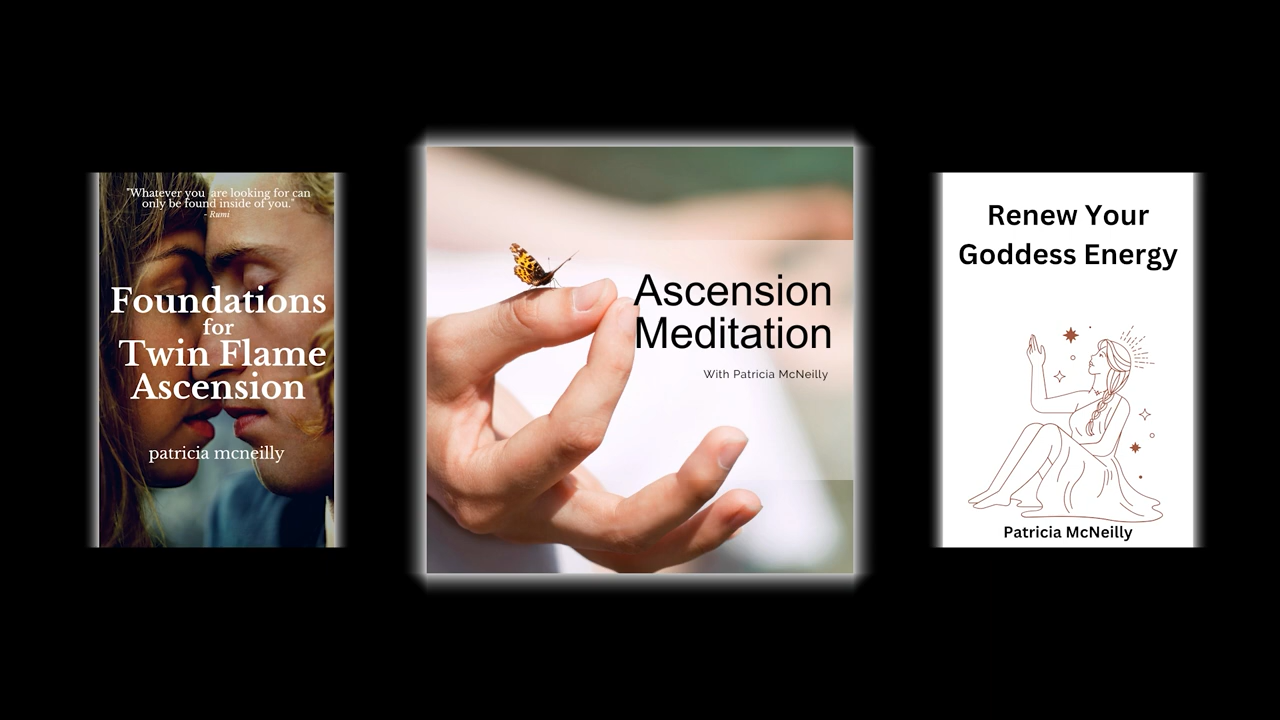 "Whatever you are looking for can
only be found inside of you."
- Rumi
Foundations
for
Twin Flame
Ascension
patricia mcneilly
Ascension
Meditation
With Patricia McNeilly
Renew Your
Goddess Energy
Patricia McNeilly